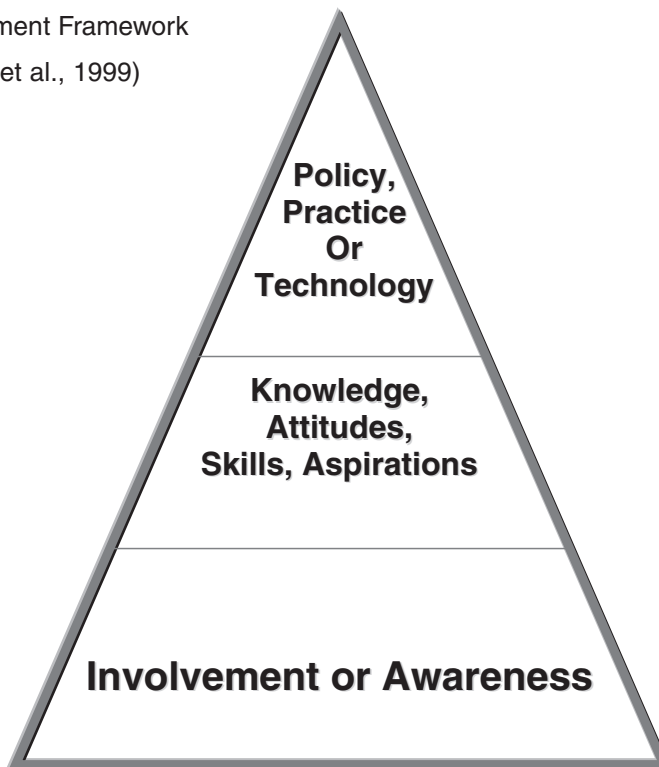 ment Framework
et al., 1999)
Policy,
Practice
Or
Technology
Knowledge,
Attitudes,
Skills, Aspirations
Involvement or Awareness